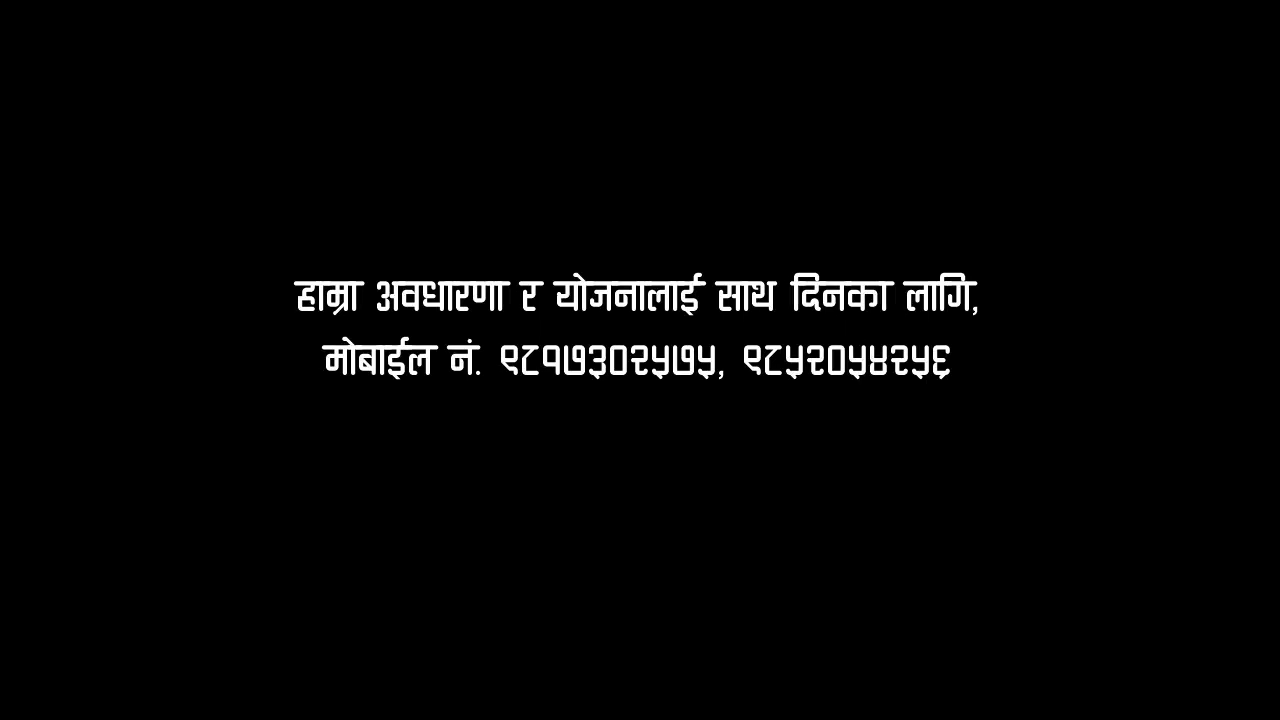 हाम्रा अवधारणा र योजनालाई साथ दिनका लागि,
मोबाईल नं. ९८१७३०२५७५, ९८५२०५४२५६